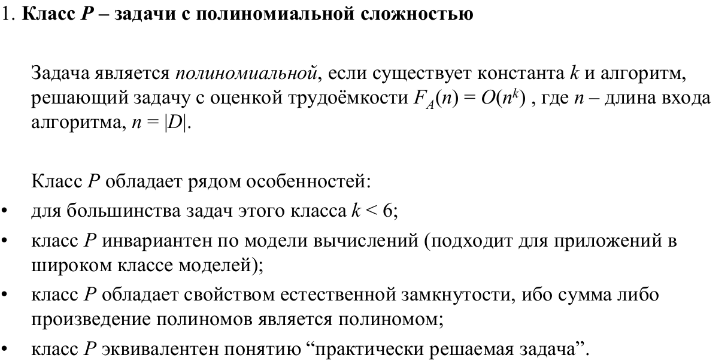 1. Класс P – задачи с полиномиальной сложностью
Задача является полиномиальной, если существует константа k и алгоритм,
решающий задачу с оценкой трудоёмкости F_A(n) = O(n^k) , где n – длина входа
алгоритма, n = |D|.
Класс P обладает рядом особенностей:
• для большинства задач этого класса k < 6;
• класс P инвариантен по модели вычислений (подходит для приложений в
широком классе моделей);
• класс P обладает свойством естественной замкнутости, ибо сумма либо
произведение полиномов является полиномом;
• класс P эквивалентен понятию “практически решаемая задача”.